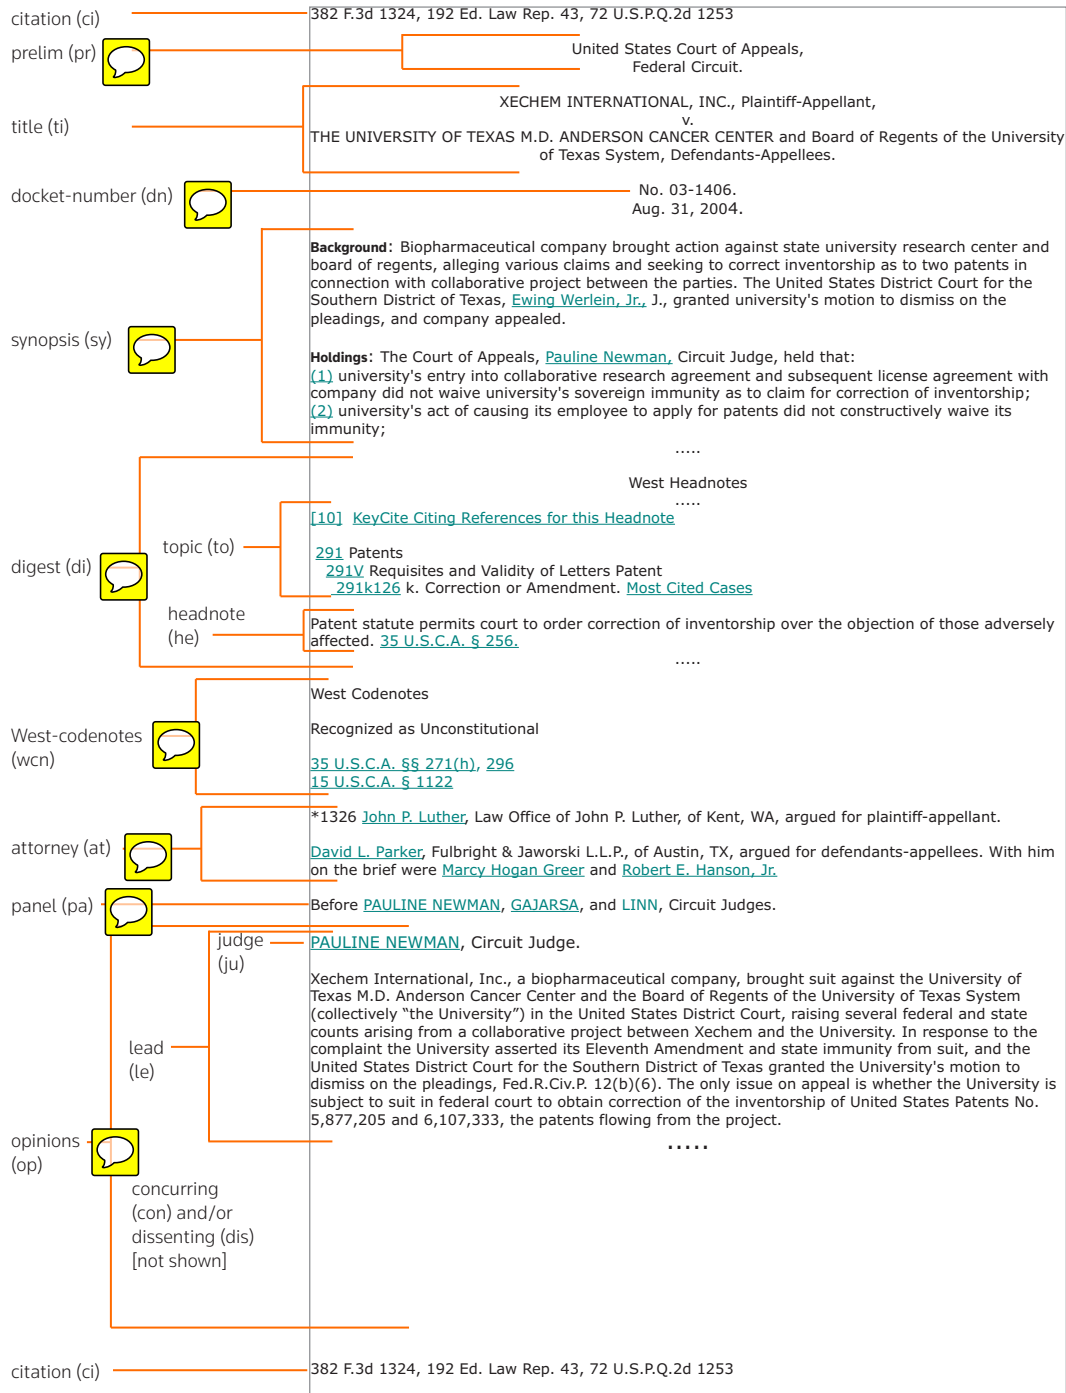 citation (ci)
382 F.3d 1324, 192 Ed. Law Rep. 43, 72 U.S.P.Q.2d 1253
prelim (pr)
United States Court of Appeals,
Federal Circuit.
title (ti)
XECHEM INTERNATIONAL, INC., Plaintiff-Appellant,
v.
THE UNIVERSITY OF TEXAS M.D. ANDERSON CANCER CENTER and Board of Regents of the University
of Texas System, Defendants-Appellees.
docket-number (dn)
No. 03-1406.
Aug. 31, 2004.
synopsis (sy)
Background: Biopharmaceutical company brought action against state university research center and
board of regents, alleging various claims and seeking to correct inventorship as to two patents in
connection with collaborative project between the parties. The United States District Court for the
Southern District of Texas, Ewing Werlein, Jr., J., granted university's motion to dismiss on the
pleadings, and company appealed.
Holdings: The Court of Appeals, Pauline Newman, Circuit Judge, held that:
(1) university's entry into collaborative research agreement and subsequent license agreement with
company did not waive university's sovereign immunity as to claim for correction of inventorship;
(2) university's act of causing its employee to apply for patents did not constructively waive its
immunity;
.....
digest (di)
West Headnotes
.....
topic (to)
[10] KeyCite Citing References for this Headnote
291 Patents
291V Requisites and Validity of Letters Patent
291k126 k. Correction or Amendment. Most Cited Cases
headnote
(he)
Patent statute permits court to order correction of inventorship over the objection of those adversely
affected. 35 U.S.C.A. § 256.
.....
West-codenotes
(wcn)
West Codenotes
Recognized as Unconstitutional
35 U.S.C.A. §§ 271(h), 296
15 U.S.C.A. § 1122
attorney (at)
*1326 John P. Luther, Law Office of John P. Luther, of Kent, WA, argued for plaintiff-appellant.
David L. Parker, Fulbright & Jaworski L.L.P., of Austin, TX, argued for defendants-appellees. With him
on the brief were Marcy Hogan Greer and Robert E. Hanson, Jr.
panel (pa)
Before PAULINE NEWMAN, GAJARSA, and LINN, Circuit Judges.
opinions
(op)
judge
(ju)
PAULINE NEWMAN, Circuit Judge.
lead
(le)
Xechem International, Inc., a biopharmaceutical company, brought suit against the University of
Texas M.D. Anderson Cancer Center and the Board of Regents of the University of Texas System
(collectively “the University”) in the United States District Court, raising several federal and state
counts arising from a collaborative project between Xechem and the University. In response to the
complaint the University asserted its Eleventh Amendment and state immunity from suit, and the
United States District Court for the Southern District of Texas granted the University's motion to
dismiss on the pleadings, Fed.R.Civ.P. 12(b)(6). The only issue on appeal is whether the University is
subject to suit in federal court to obtain correction of the inventorship of United States Patents No.
5,877,205 and 6,107,333, the patents flowing from the project.
.....
concurring
(con) and/or
dissenting (dis)
[not shown]
citation (ci)
382 F.3d 1324, 192 Ed. Law Rep. 43, 72 U.S.P.Q.2d 1253